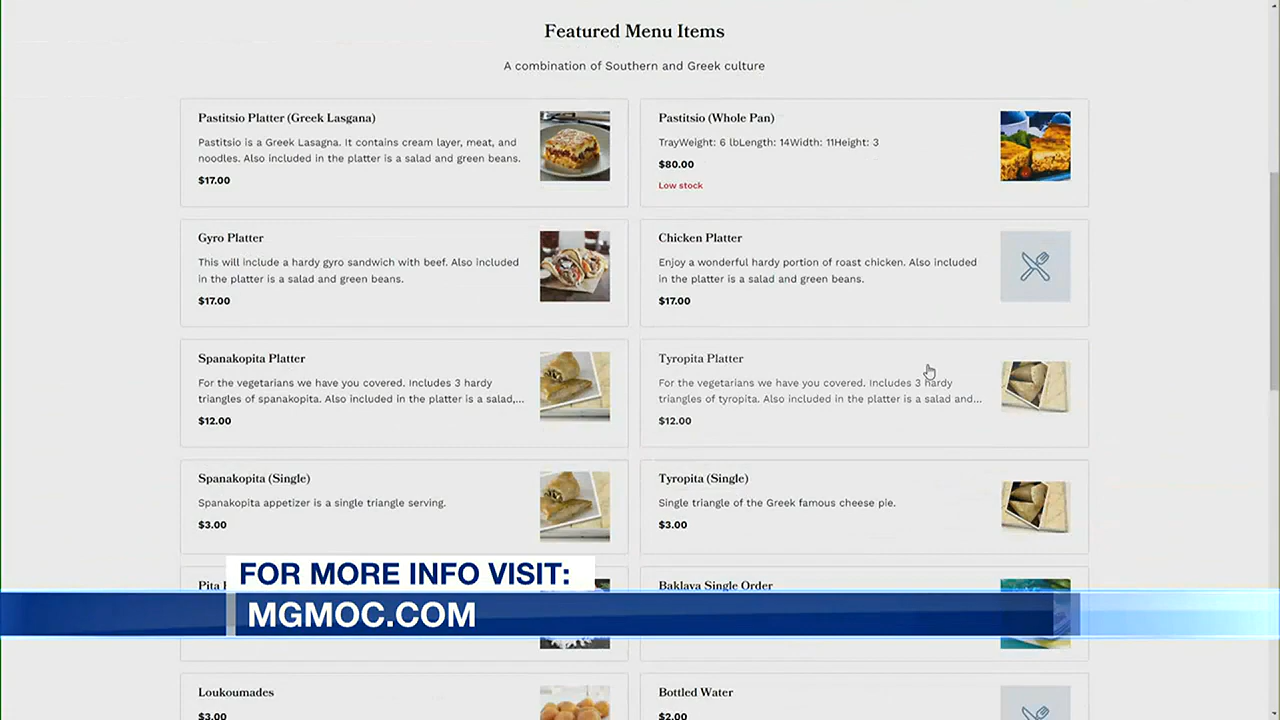 Featured Menu Items
A combination of Southern and Greek culture
Pastitsio Platter (Greek Lasgana)
Pastitsio is a Greek Lasagna. It contains cream layer, meat, and
noodles. Also included in the platter is a salad and green beans.
$17.00
Pastitsio (Whole Pan)
TrayWeight: 6 lbLength: 14Width: 11Height: 3
$80.00
Low stock
Gyro Platter
This will include a hardy gyro sandwich with beef. Also included
in the platter is a salad and green beans.
$17.00
Chicken Platter
Enjoy a wonderful hardy portion of roast chicken. Also included
in the platter is a salad and green beans.
$17.00
Spanakopita Platter
For the vegetarians we have you covered. Includes 3 hardy
triangles of spanakopita. Also included in the platter is a salad,...
$12.00
Tyropita Platter
For the vegetarians we have you covered. Includes 3 hardy
triangles of tyropita. Also included in the platter is a salad and...
$12.00
Spanakopita (Single)
Spanakopita appetizer is a single triangle serving.
$3.00
Tyropita (Single)
Single triangle of the Greek famous cheese pie.
$3.00
Pita
Baklava Single Order
FOR MORE INFO VISIT:
MGMOC.COM
Loukoumades
$3.00
Bottled Water
$2.00